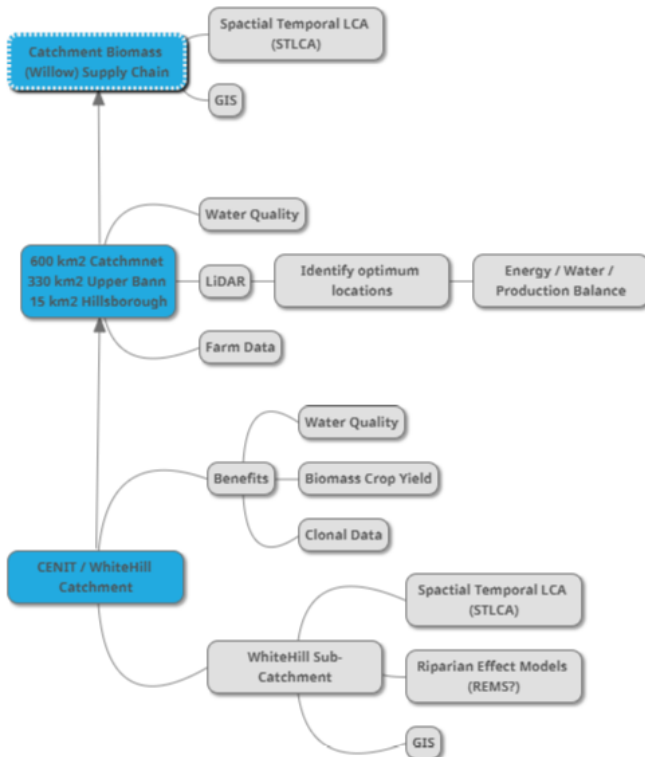 Spactial Temporal LCA
(STLCA)
Catchment Biomass
(Willow) Supply Chain
GIS
Water Quality
600 km2 Catchmnet
330 km2 Upper Bann
15 km2 Hillsborough
LiDAR
Identify optimum
locations
Energy / Water /
Production Balance
Farm Data
Water Quality
Benefits
Biomass Crop Yield
Clonal Data
CENIT / WhiteHill
Catchment
Spactial Temporal LCA
(STLCA)
WhiteHill Sub-
Catchment
Riparian Effect Models
(REMS?)
GIS